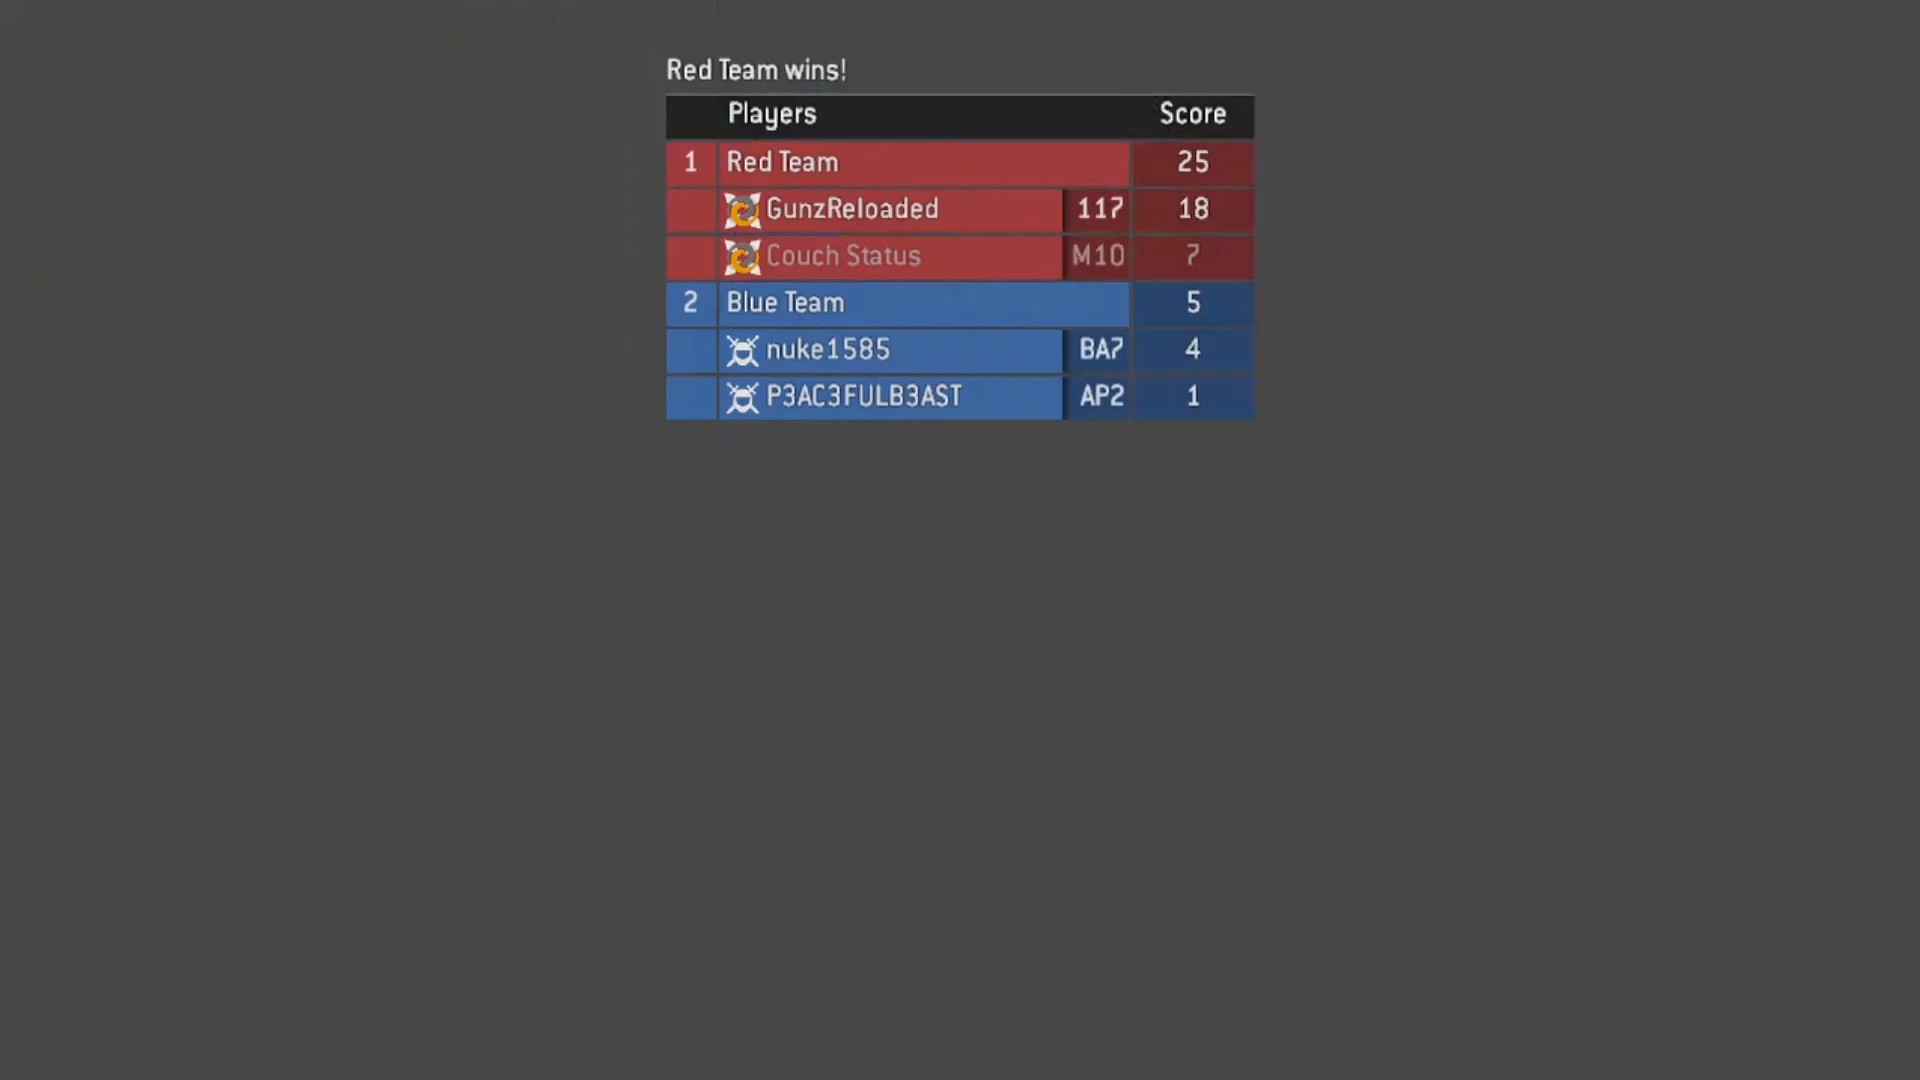 Red Team wins!
Players Score
1 Red Team 25
GunzReloaded 117 18
Couch Status M10 7
2 Blue Team 5
nuke1585 BA7 4
P3AC3FULB3AST AP2 1